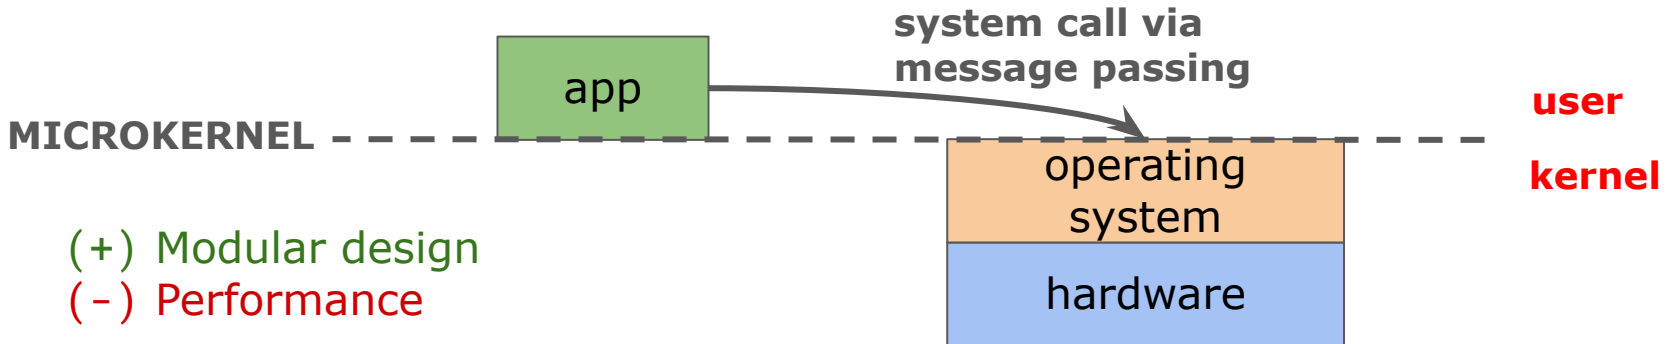 system call via
message passing
app
user
MICROKERNEL
operating
system
kernel
(+) Modular design
(-) Performance
hardware